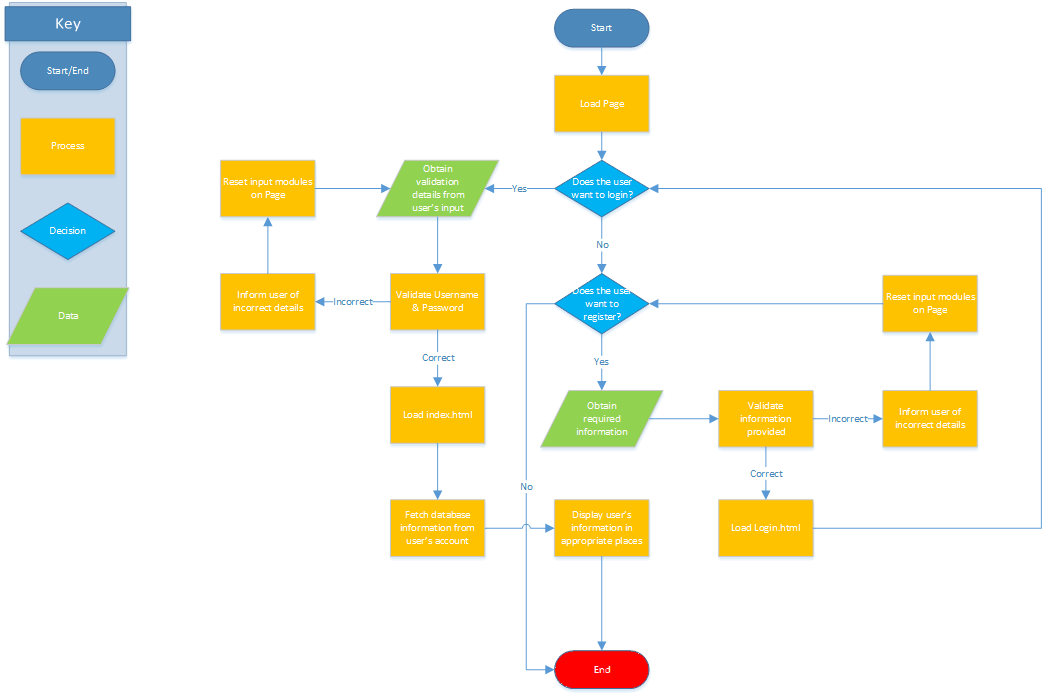 Key
Start/End
Process
Decision
Data
Start
Load Page
Does the user
want to login?
Yes
No
Obtain
validation
details from
user's input
Reset input modules
on Page
Validate Username
& Password
Incorrect
Inform user of
incorrect details
Correct
Load index.html
Fetch database
information from
user's account
Display user's
information in
appropriate places
Does the user
want to
register?
No
Yes
Obtain
required
information
Validate
information
provided
Incorrect
Inform user of
incorrect details
Reset input modules
on Page
Correct
Load Login.html
End